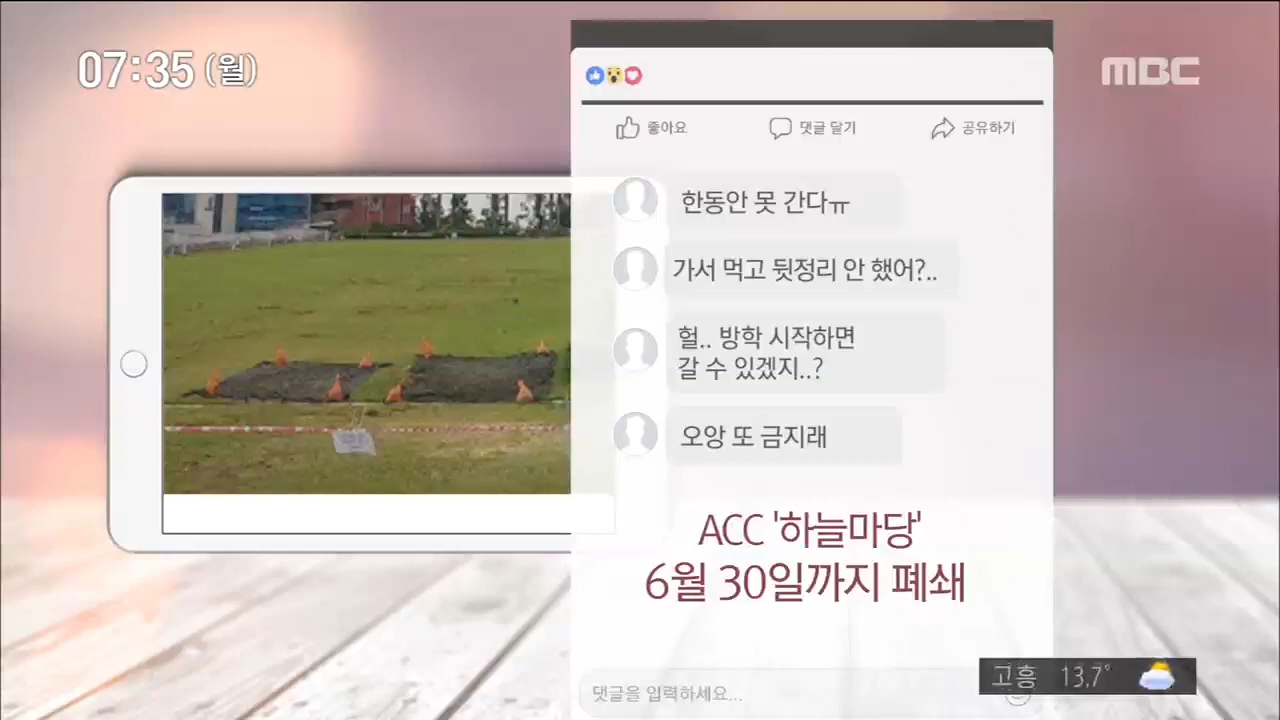 07:35 (월)
MBC
좋아요 댓글 달기 공유하기
한동안 못 간다ㅠ
가서 먹고 뒷정리 안 했어?..
헐.. 방학 시작하면
갈 수 있겠지..?
오앙 또 금지래
ACC '하늘마당'
6월 30일까지 폐쇄
고흥 13.7°
댓글을 입력하세요...